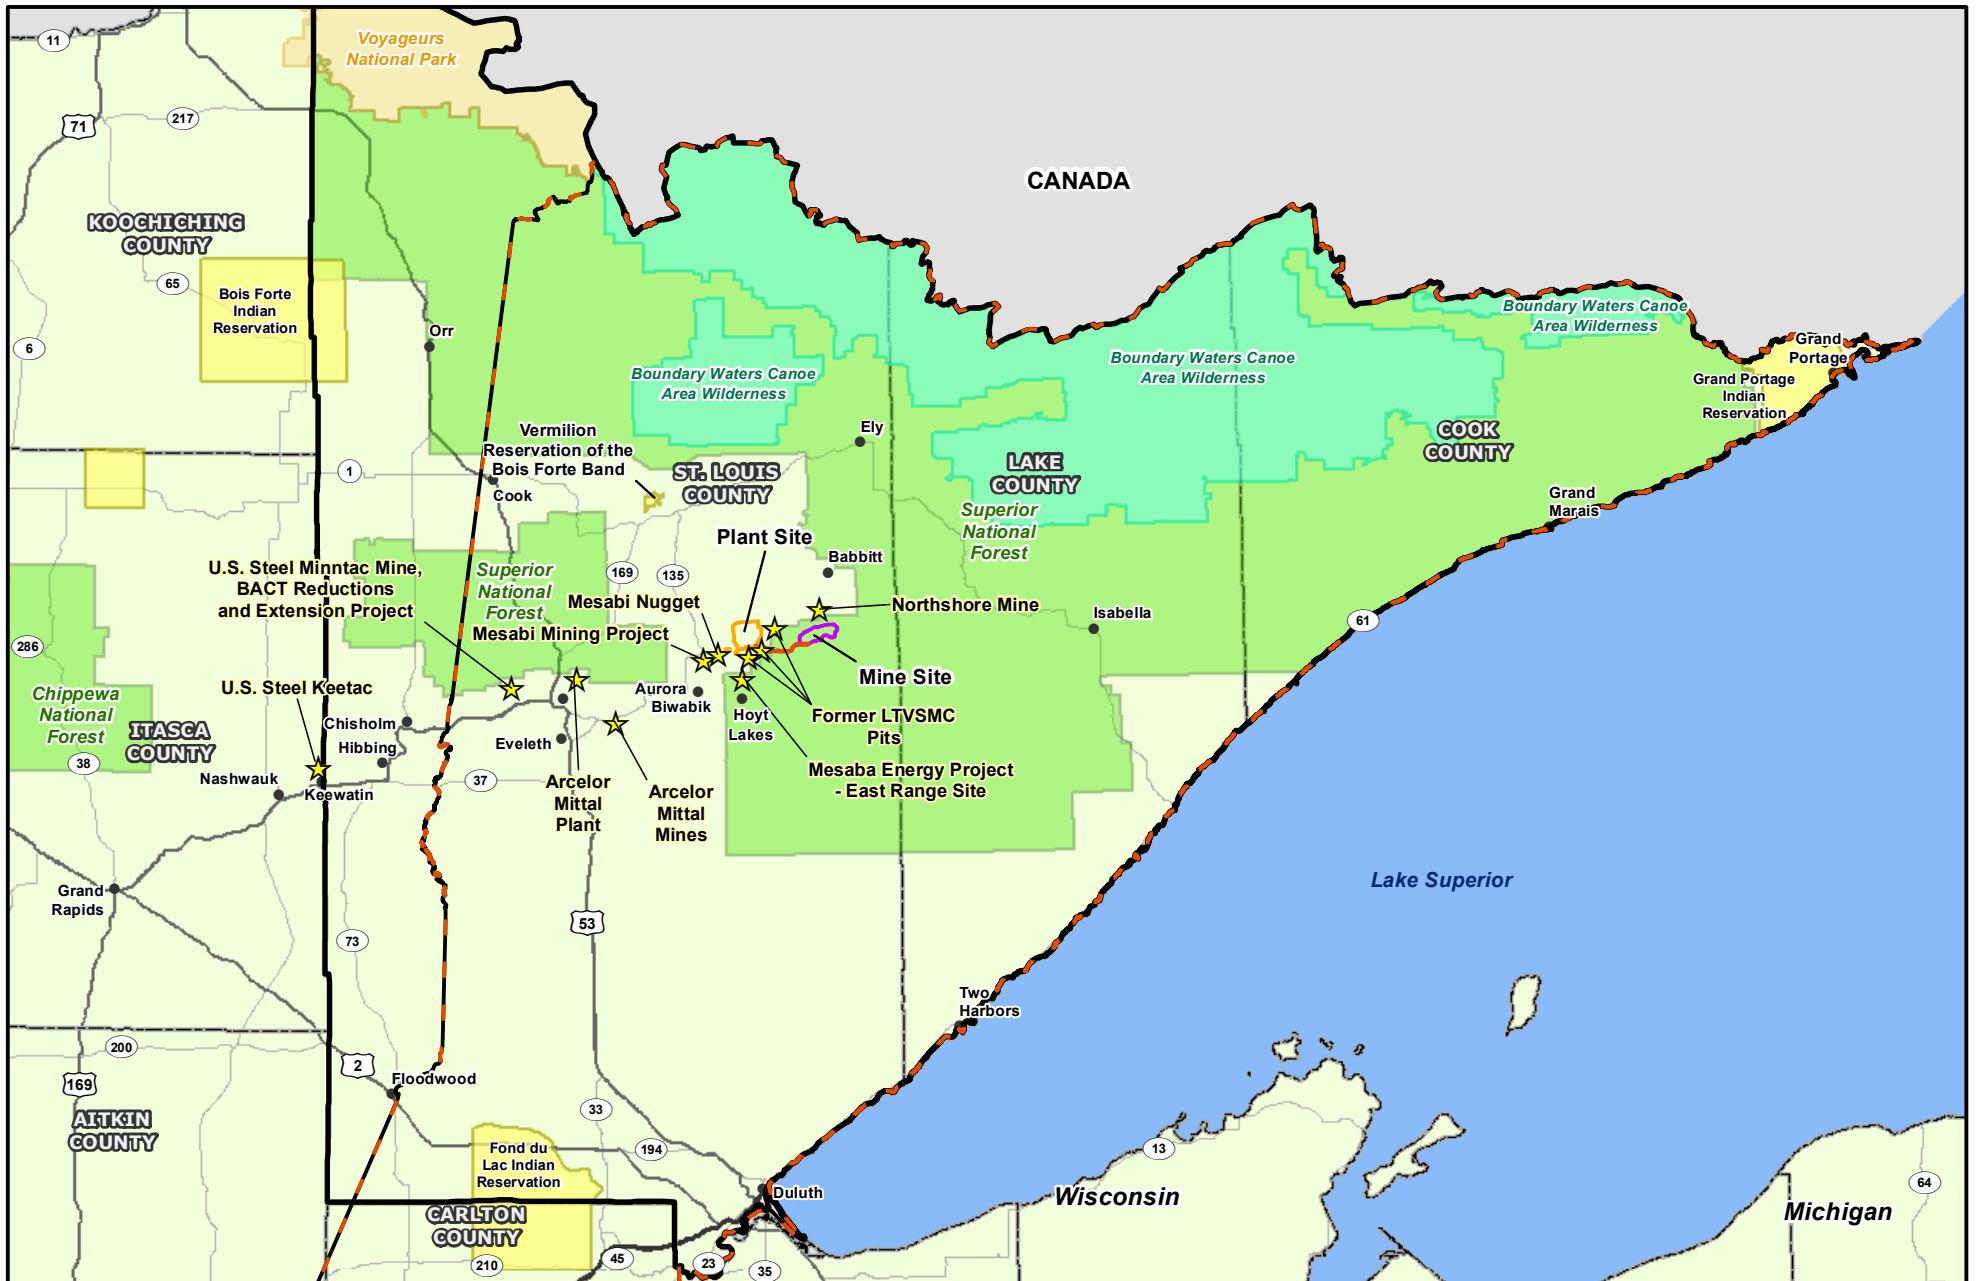 11
Voyageurs
National Park
71
217
CANADA
KOOCHICHING
COUNTY
65
Bois Forte
Indian
Reservation
6
Orr
Boundary Waters Canoe
Area Wilderness
Boundary Waters Canoe
Area Wilderness
Boundary Waters Canoe
Area Wilderness
Grand
Portage
Grand Portage
Indian
Reservation
Vermilion
Reservation of the
Bois Forte Band
Ely
1
Cook
ST. LOUIS
COUNTY
LAKE
COUNTY
COOK
COUNTY
Grand
Marais
Superior
National
Forest
Plant Site
Babbitt
U.S. Steel Minntac Mine,
BACT Reductions
and Extension Project
Superior
National
Forest
169
135
Mesabi Nugget
Northshore Mine
Mesabi Mining Project
Isabella
61
286
Mine Site
Chippewa
National
Forest
U.S. Steel Keetac
ITASCA
COUNTY
Chisholm
Hibbing
Aurora
Biwabik
Hoyt
Lakes
Former LTVSMC
Pits
Eveleth
38
Nashwauk
Keewatin
37
Arcelor
Mittal
Plant
Arcelor
Mittal
Mines
Mesaba Energy Project
- East Range Site
Grand
Rapids
Lake Superior
53
73
Two
Harbors
200
2
169
Floodwood
AITKIN
COUNTY
33
194
13
Fond du
Lac Indian
Reservation
Duluth
Wisconsin
64
Michigan
CARLTON
COUNTY
210
45
23
35